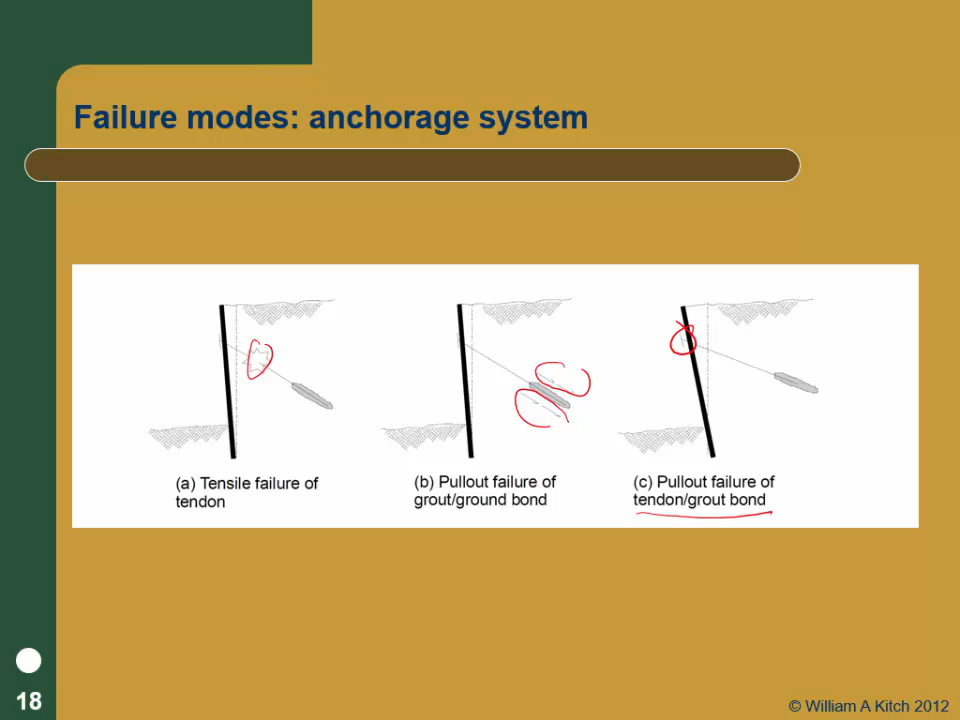 Failure modes: anchorage system
(a) Tensile failure of
tendon
(b) Pullout failure of
grout/ground bond
(c) Pullout failure of
tendon/grout bond
18
© William A Kitch 2012